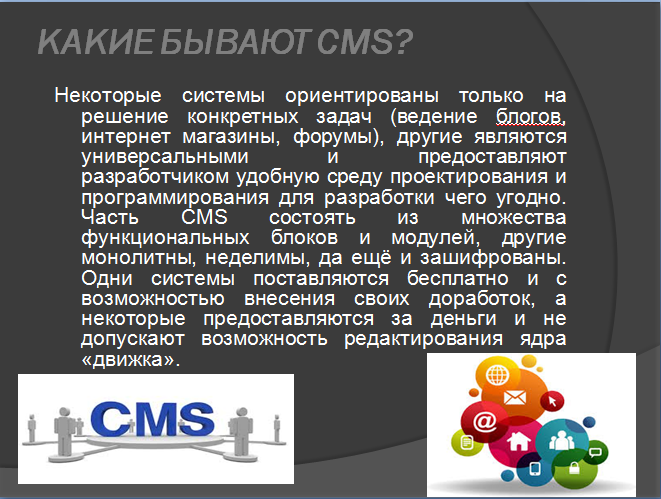 КАКИЕ БЫВАЮТ CMS?
Некоторые системы ориентированы только на
решение конкретных задач (ведение блогов,
интернет магазины, форумы), другие являются
универсальными и предоставляют
разработчиком удобную среду проектирования и
программирования для разработки чего угодно.
Часть CMS состоять из множества
функциональных блоков и модулей, другие
монолитны, неделимы, да ещё и зашифрованы.
Одни системы поставляются бесплатно и с
возможностью внесения своих доработок, а
некоторые предоставляются за деньги и не
допускают возможность редактирования ядра
«движка».
CMS
@